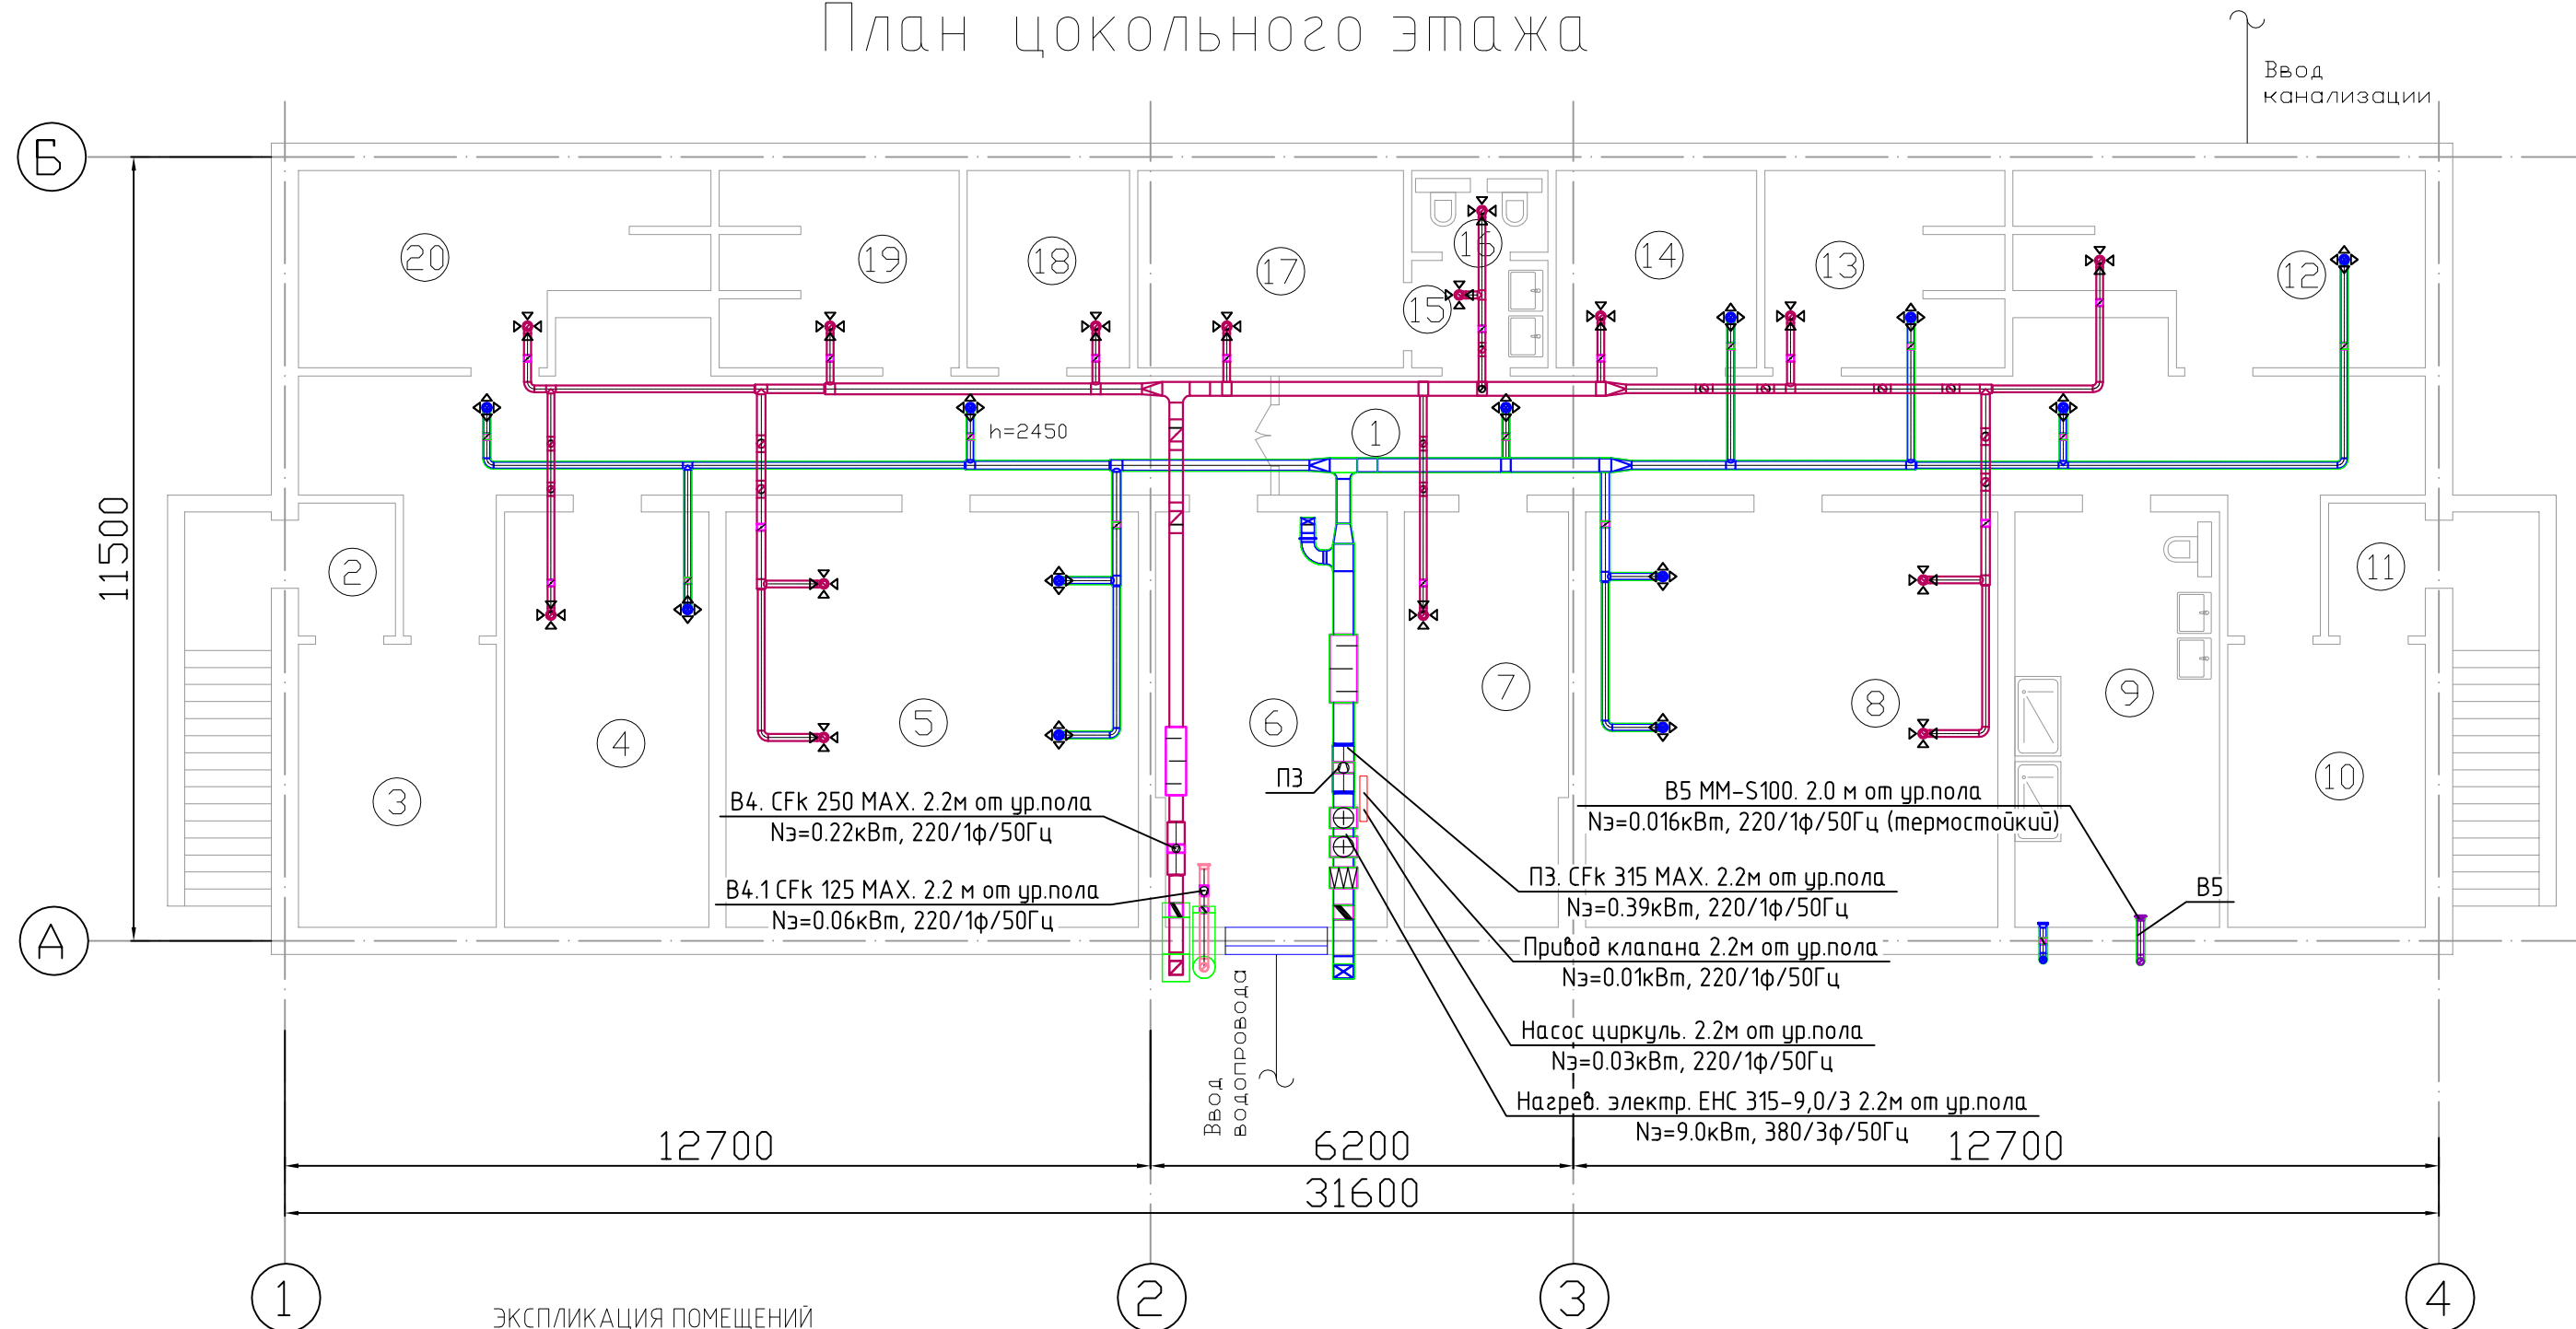 План цокольного этажа
Ввод
канализации
Б
20
19
18
17
16
15
14
13
12
h=2450
1
11500
2
11
3
4
5
6
7
8
9
10
П3
В4. CFk 250 MAX. 2.2м от ур.пола
Nэ=0.22кВт, 220/1ф/50Гц
В4.1 CFk 125 MAX. 2.2 м от ур.пола
Nэ=0.06кВт, 220/1ф/50Гц
В5 MM-S100. 2.0 м от ур.пола
Nэ=0.016кВт, 220/1ф/50Гц (термостойкий)
П3. CFk 315 MAX. 2.2м от ур.пола
Nэ=0.39кВт, 220/1ф/50Гц
В5
А
Привод клапана 2.2м от ур.пола
Nэ=0.01кВт, 220/1ф/50Гц
Насос циркуль. 2.2м от ур.пола
Nэ=0.03кВт, 220/1ф/50Гц
Нагрев. электр. EHC 315-9,0/3 2.2м от ур.пола
Nэ=9.0кВт, 380/3ф/50Гц
Ввод
водопровода
12700
6200
12700
31600
1
2
3
4
ЭКСПЛИКАЦИЯ ПОМЕЩЕНИЙ